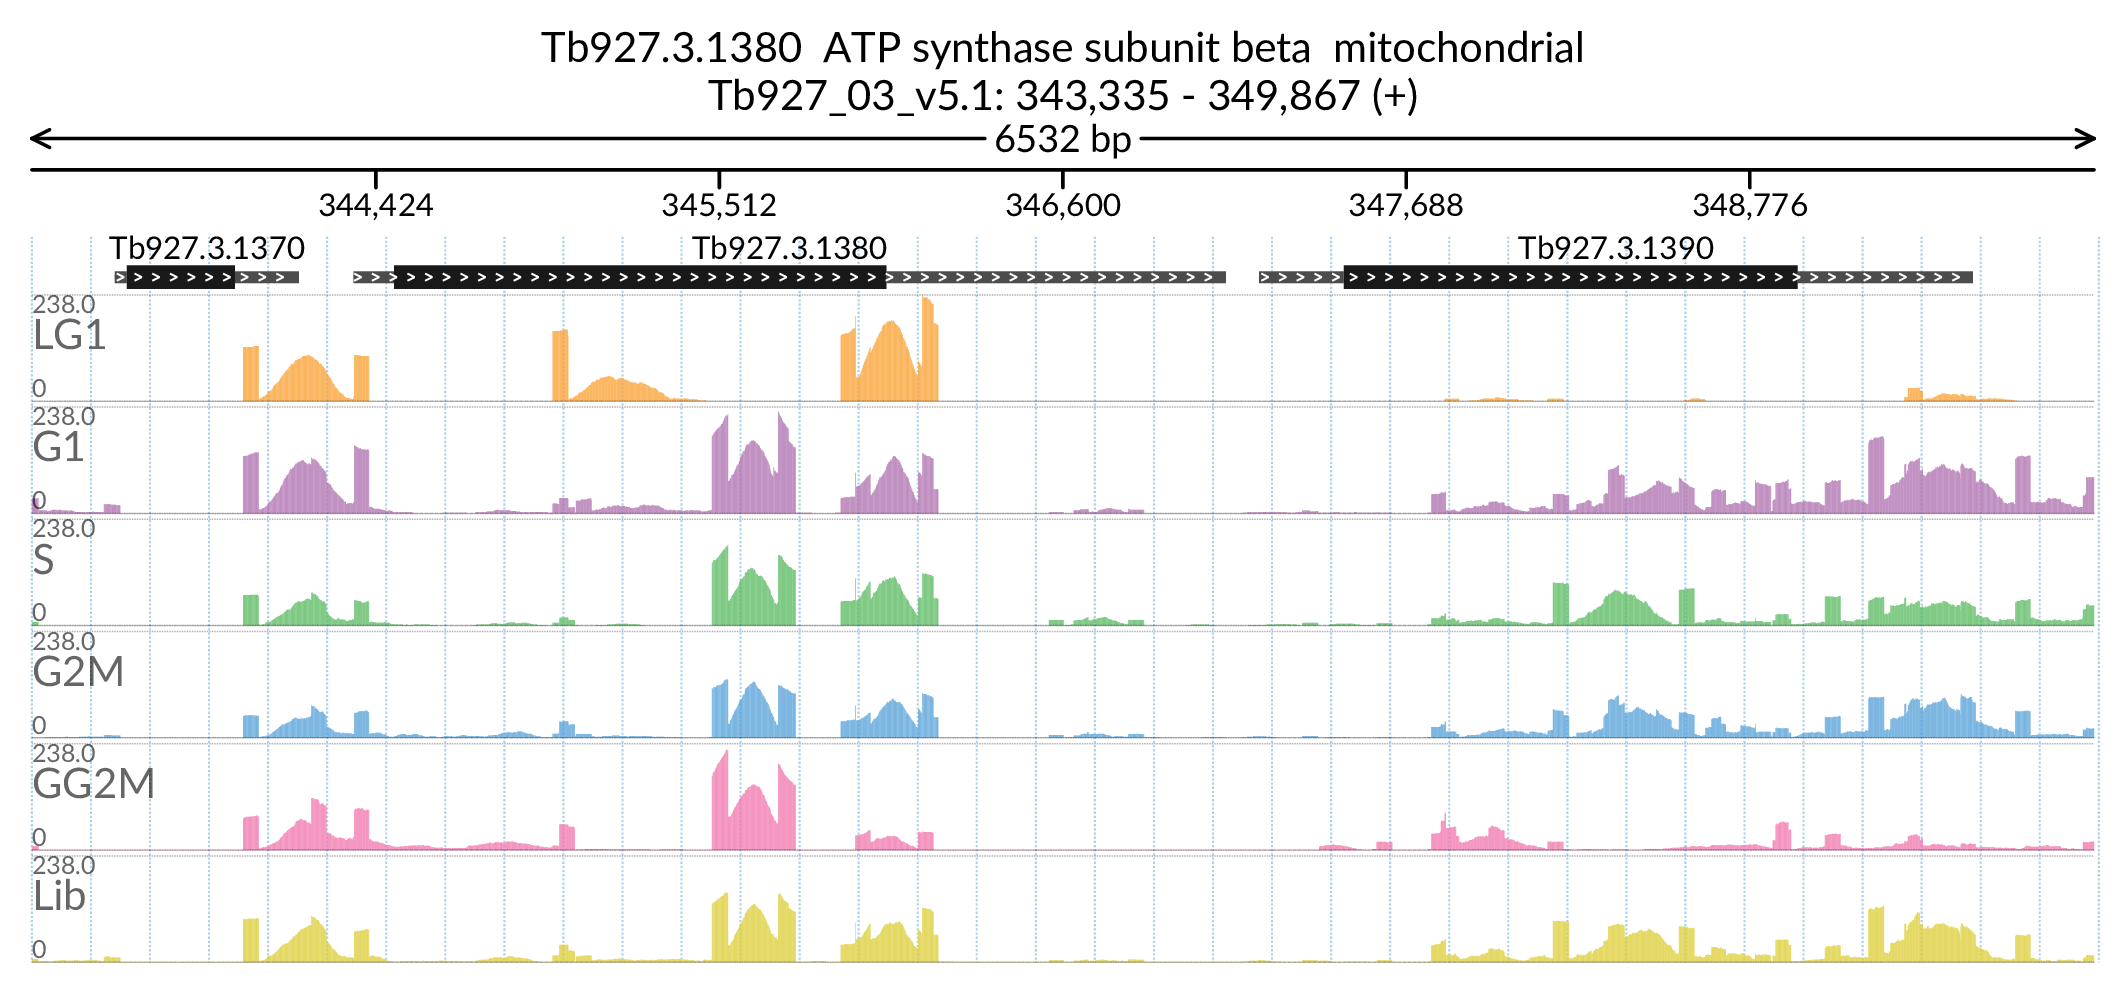 Tb927.3.1380  ATP synthase subunit beta  mitochondrial
Tb927_03_v5.1: 343,335 - 349,867 (+)
6532 bp
344,424 345,512 346,600 347,688 348,776
Tb927.3.1370 Tb927.3.1380 Tb927.3.1390
238.0
LG1
0
238.0
G1
0
238.0
S
0
238.0
G2M
0
238.0
GG2M
0
238.0
Lib
0